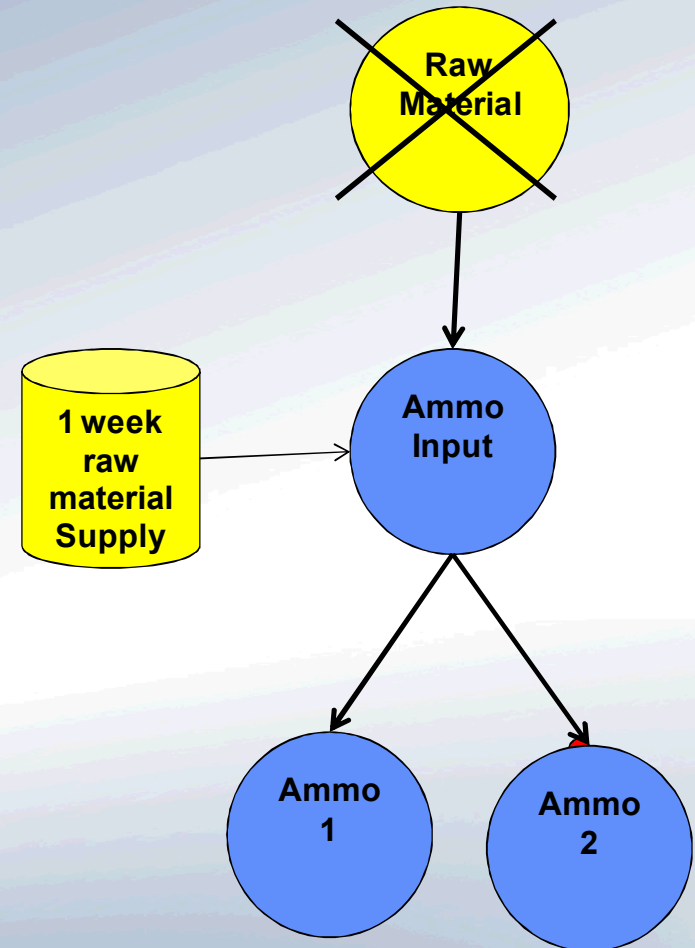 Raw
Material
Ammo
Input
1 week
raw
material
Supply
Ammo
1
Ammo
2